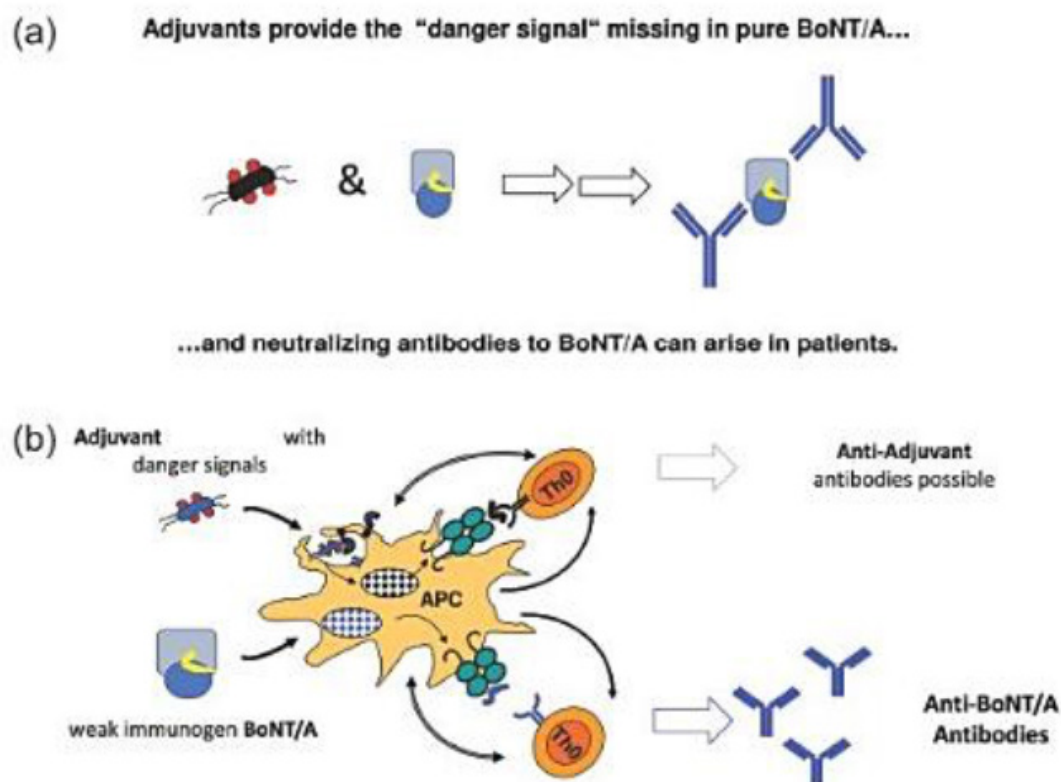 (a) Adjuvants provide the "danger signal" missing in pure BoNT/A...
&
...and neutralizing antibodies to BoNT/A can arise in patients.
(b) Adjuvant with
danger signals
Th0
Anti-Adjuvant
antibodies possible
APC
weak immunogen BoNT/A
Th0
Anti-BoNT/A
Antibodies